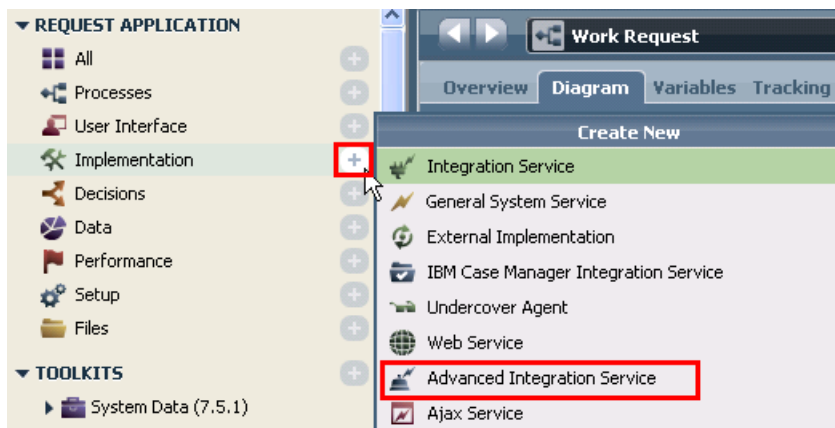 REQUEST APPLICATION
All
Processes
User Interface
Implementation
Decisions
Data
Performance
Setup
Files
TOOLKITS
System Data (7.5.1)
Work Request
Overview Diagram Variables Tracking
Create New
Integration Service
General System Service
External Implementation
IBM Case Manager Integration Service
Undercover Agent
Web Service
Advanced Integration Service
Ajax Service